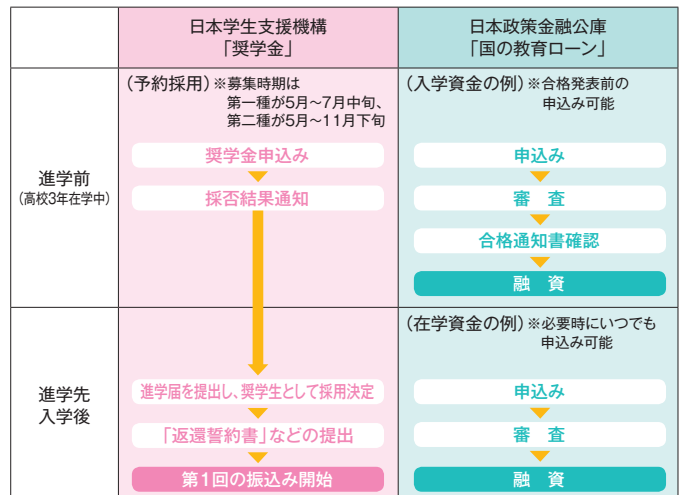 日本学生支援機構
「奨学金」
日本政策金融公庫
「国の教育ローン」
進学前
(高校3年在学中)
(予約採用)※募集時期は
第一種が5月〜7月中旬、
第二種が5月〜11月下旬
奨学金申込み
採否結果通知
(入学資金の例)※合格発表前の
申込み可能
申込み
審 査
合格通知書確認
融 資
進学先
入学後
進学届を提出し、奨学生として採用決定
「返還誓約書」などの提出
第1回の振込み開始
(在学資金の例)※必要時にいつでも
申込み可能
申込み
審 査
融 資